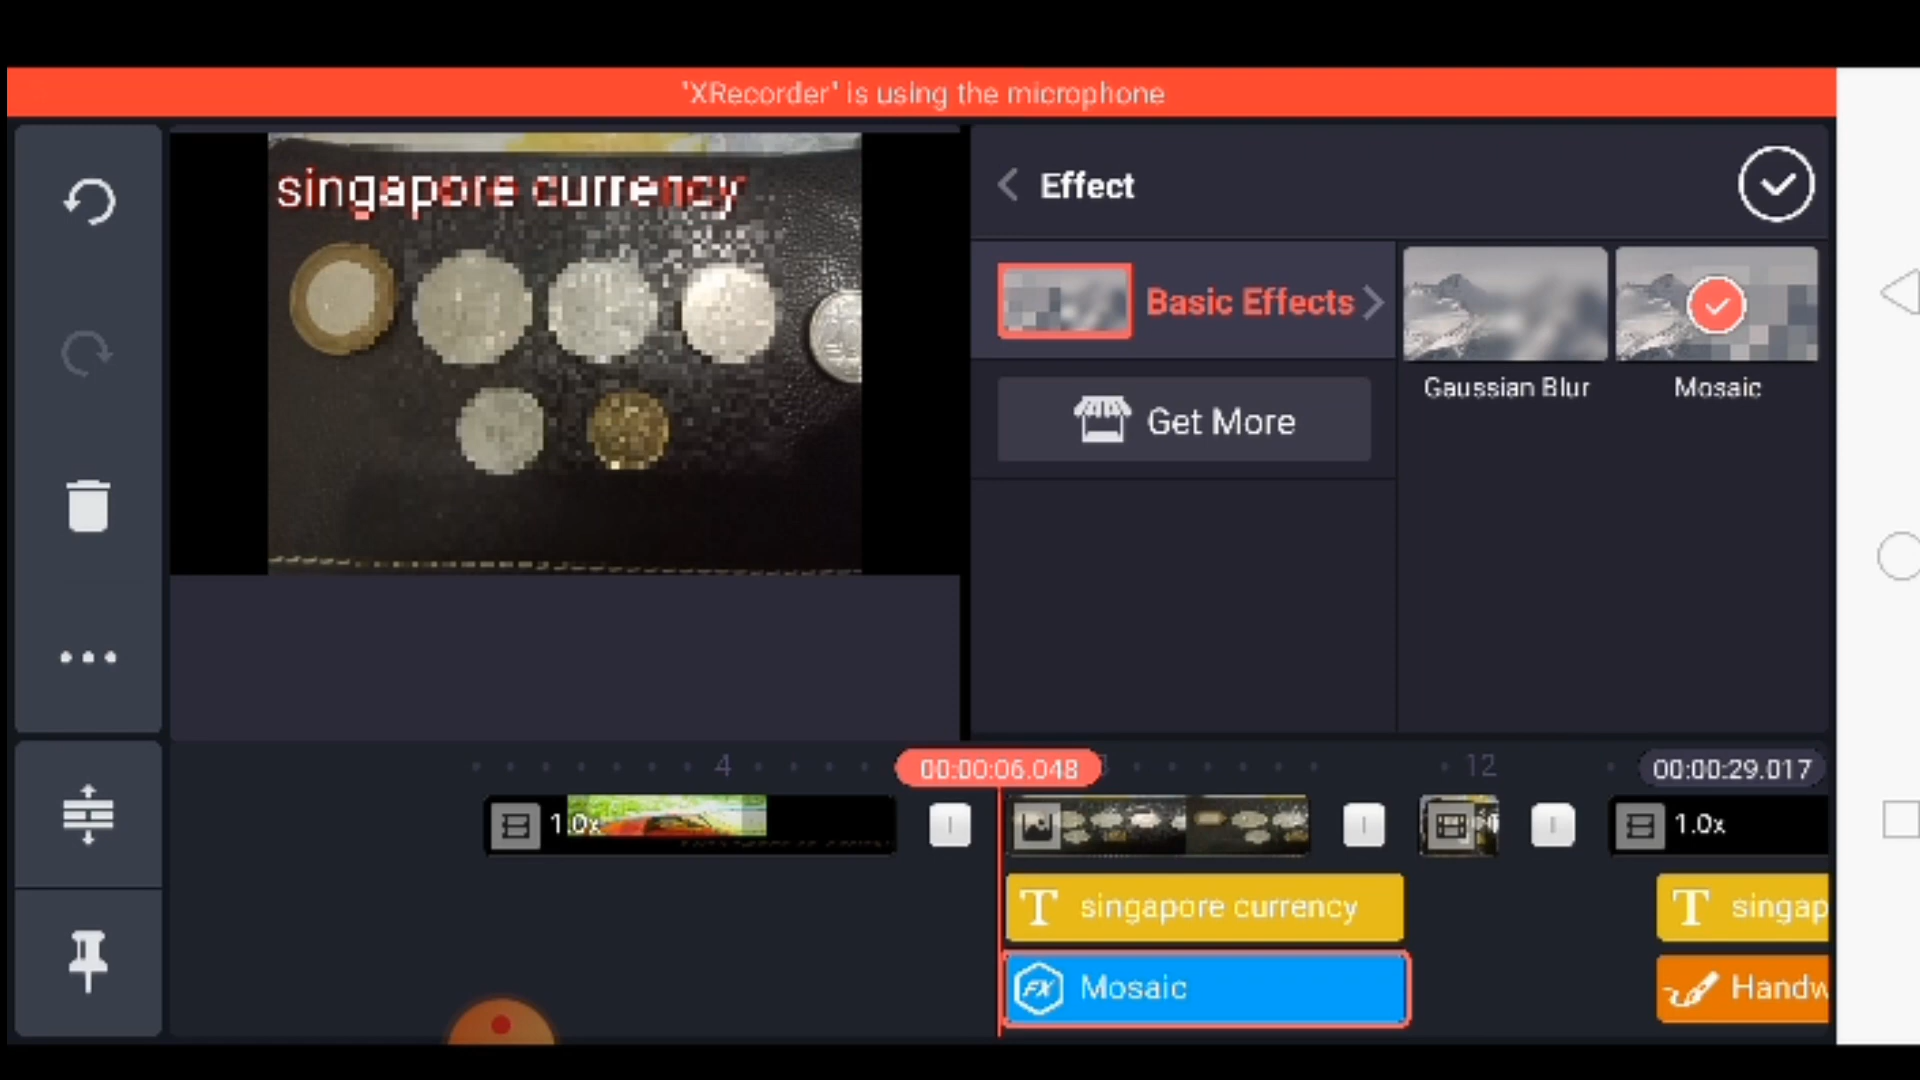 'XRecorder' is using the microphone
singapore currency
Effect
Basic Effects
Get More
Gaussian Blur
Mosaic
4
00:00:06.048
12
00:00:29.017
1.0x
1.0x
T singapore currency
T singap
FX Mosaic
Handw